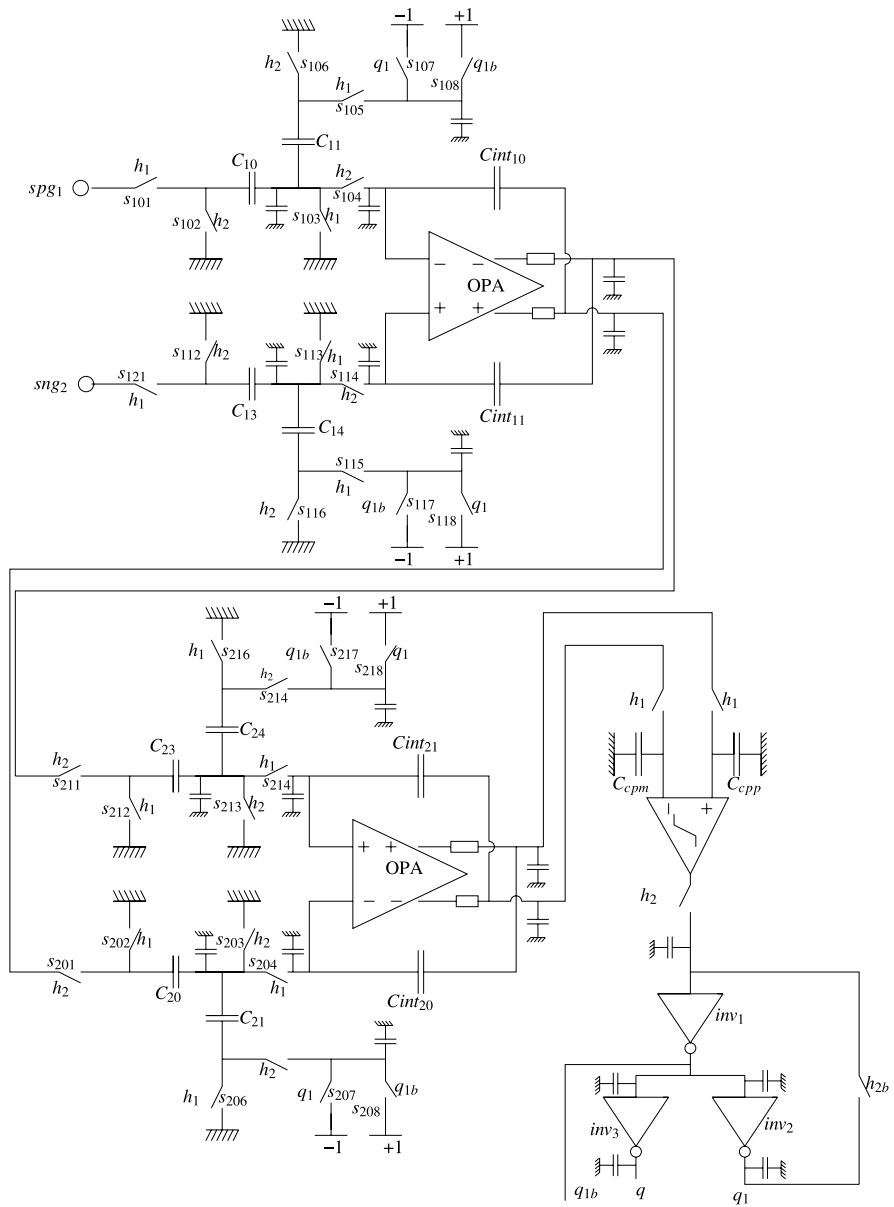 −1 +1
h2 s106 q1 s107 q1b
s108
h1
s105
C11
C10
h1 h2
spg1 s101 s104 Cint10
s102 h2 s103 h1
− −
OPA
+ +
s112 h2 s113 h1
sng2 s121 s114
h1 C13 h2 Cint11
C14
s115
h1
h2 s116 q1b s117 q1
s118
−1 +1
−1 +1
h1 s216 q1b s217 q1
s218
h2
s214
C24
C23 h1 Cint21
h2
s211 s214
s212 h1 s213 h2
+ +
OPA
− −
s202 h1 s203 h2
s201 s204
h2 C20 h1 Cint20
C21
h2
h1 s206 q1 s207 q1b
s208
−1 +1
h1 h1
Ccpm Ccpp
− +
h2
inv1
h2b
inv3 inv2
q1b q q1